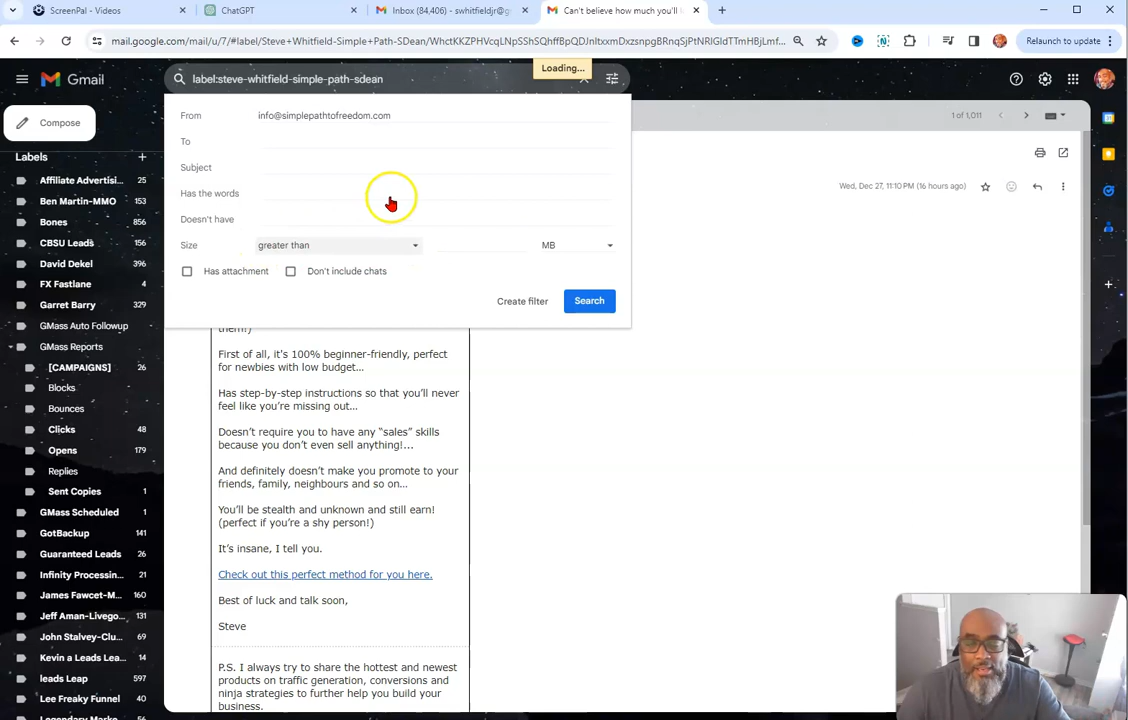 ScreenPal - Videos
ChatGPT
Inbox (84,406) - swhitfieldjr@g
Can't believe how much you'll
mail.google.com/mail/u/7/#label/Steve+Whitfield-Simple+Path-SDean/WhctKKZPHVcqLNpSShSQhffBpQDJnltxxmDxzsnpgBRnqSjPtNRlGldTTmHBjLmf...
Relaunch to update
Gmail
label:steve-whitfield-simple-path-sdean
Loading...
Compose
From
info@simplepathtofreedom.com
1 of 1,011
To
Labels
Subject
Affiliate Advertisi... 25
Wed, Dec 27, 11:10 PM (16 hours ago)
Ben Martin-MMO 153
Has the words
Bones 856
Doesn't have
CBSU Leads 156
Size
greater than
MB
David Dekel 264
Has attachment
Don't include chats
FX Fastlane 4
Create filter
Search
Garret Barry 329
GMass Auto Followup
them!)
GMass Reports
First of all, it's 100% beginner-friendly, perfect
for newbies with low budget...
[CAMPAIGNS] 26
Blocks
Has step-by-step instructions so that you'll never
feel like you're missing out...
Bounces
Clicks 48
Doesn't require you to have any “sales” skills
because you don't even sell anything!...
Opens 179
Replies
And definitely doesn't make you promote to your
friends, family, neighbours and so on...
Sent Copies 1
GMass Scheduled 1
You'll be stealth and unknown and still earn!
(perfect if you're a shy person!)
GotBackup 141
Guaranteed Leads 26
It's insane, I tell you.
Infinity Processin... 21
Check out this perfect method for you here.
James Fawcet-M... 160
Best of luck and talk soon,
Jeff Aman-Livego... 131
Steve
John Stalvey-Clu... 69
Kevin a Leads Lea... 14
P.S. I always try to share the hottest and newest
products on traffic generation, conversions and
ninja strategies to further help you build your
business.
leads Leap 597
Lee Freaky Funnel 4